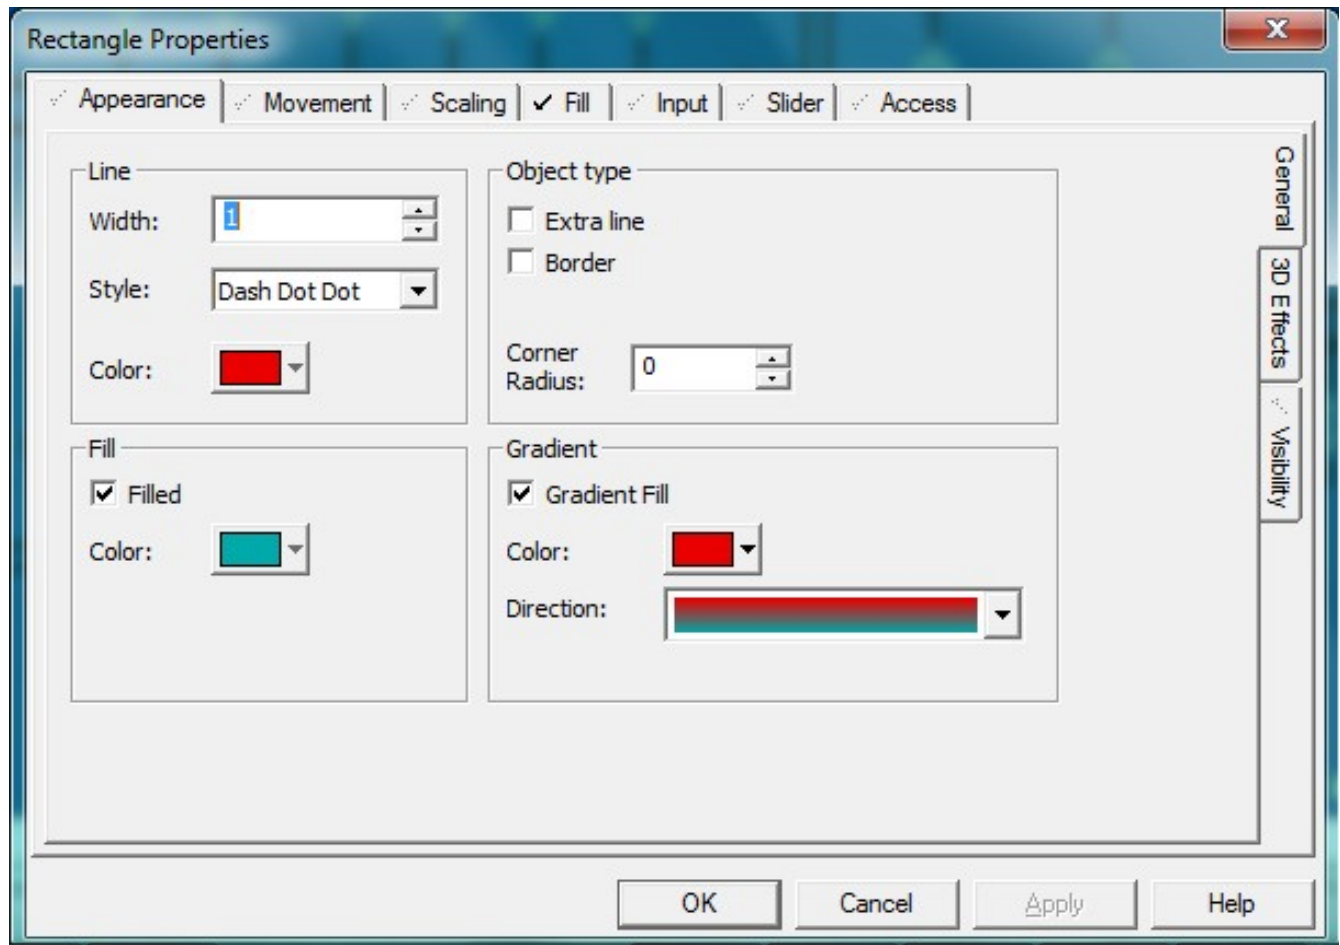 Rectangle Properties
Appearance
Movement
Scaling
Fill
Input
Slider
Access
General
3D Effects
Visibility
Line
Width:
1
Style:
Dash Dot Dot
Color:
Object type
Extra line
Border
Corner
Radius:
0
Fill
Filled
Color:
Gradient
Gradient Fill
Color:
Direction:
OK
Cancel
Apply
Help